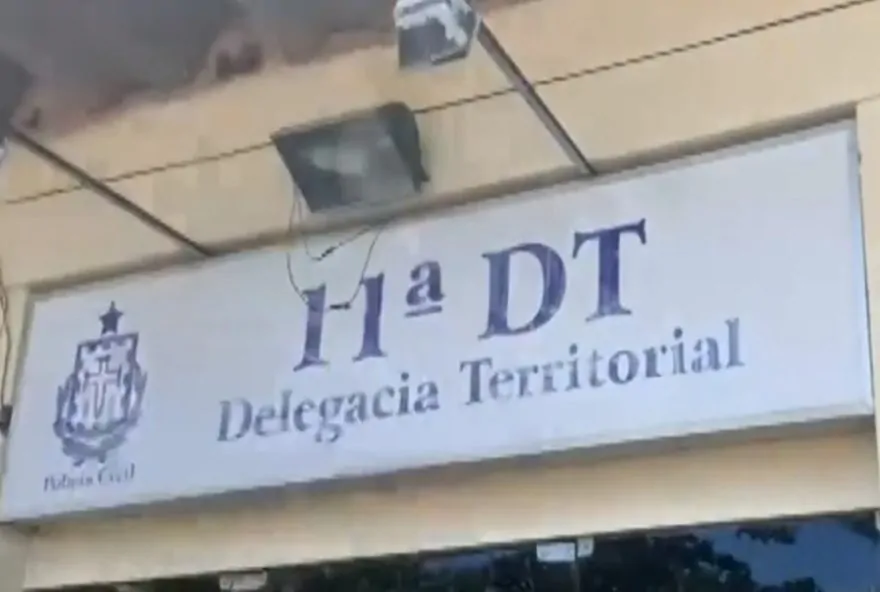 11ª DT
Delegacia Territorial
Polícia Civil